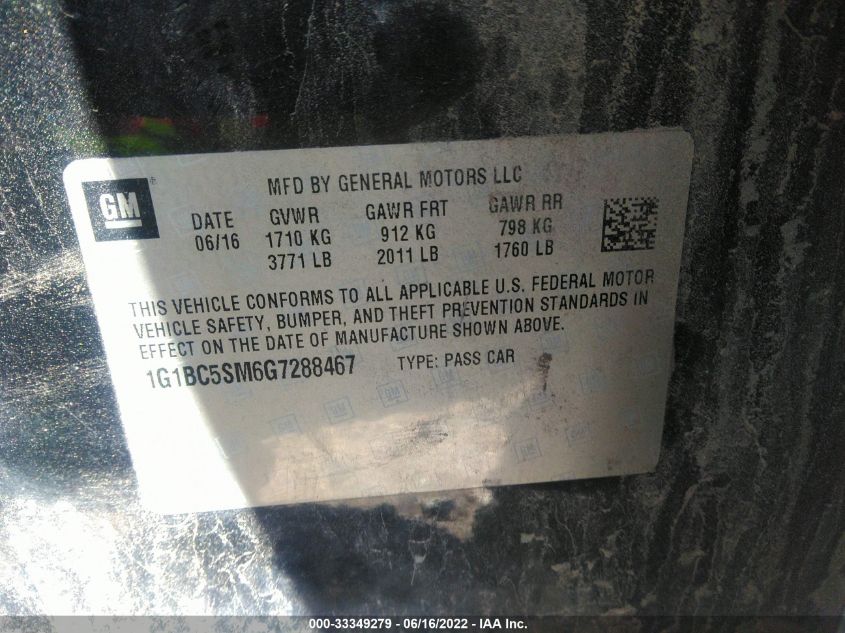 MFD BY GENERAL MOTORS LLC
GM ®
DATE GVWR GAWR FRT GAWR RR
06/16 1710 KG 912 KG 798 KG
3771 LB 2011 LB 1760 LB
THIS VEHICLE CONFORMS TO ALL APPLICABLE U.S. FEDERAL MOTOR
VEHICLE SAFETY, BUMPER, AND THEFT PREVENTION STANDARDS IN
EFFECT ON THE DATE OF MANUFACTURE SHOWN ABOVE.
1G1BC5SM6G7288467 TYPE: PASS CAR
000-33349279 - 06/16/2022 - IAA Inc.